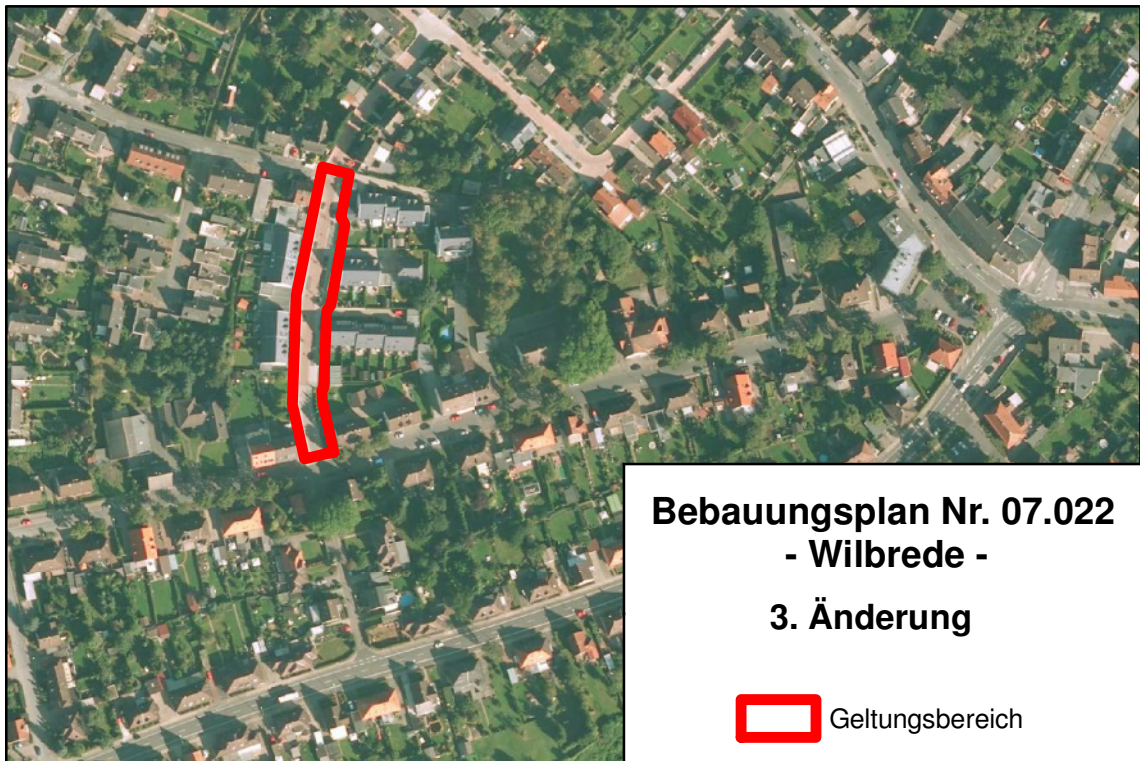 Bebauungsplan Nr. 07.022
- Wilbrede -
3. Änderung
Geltungsbereich